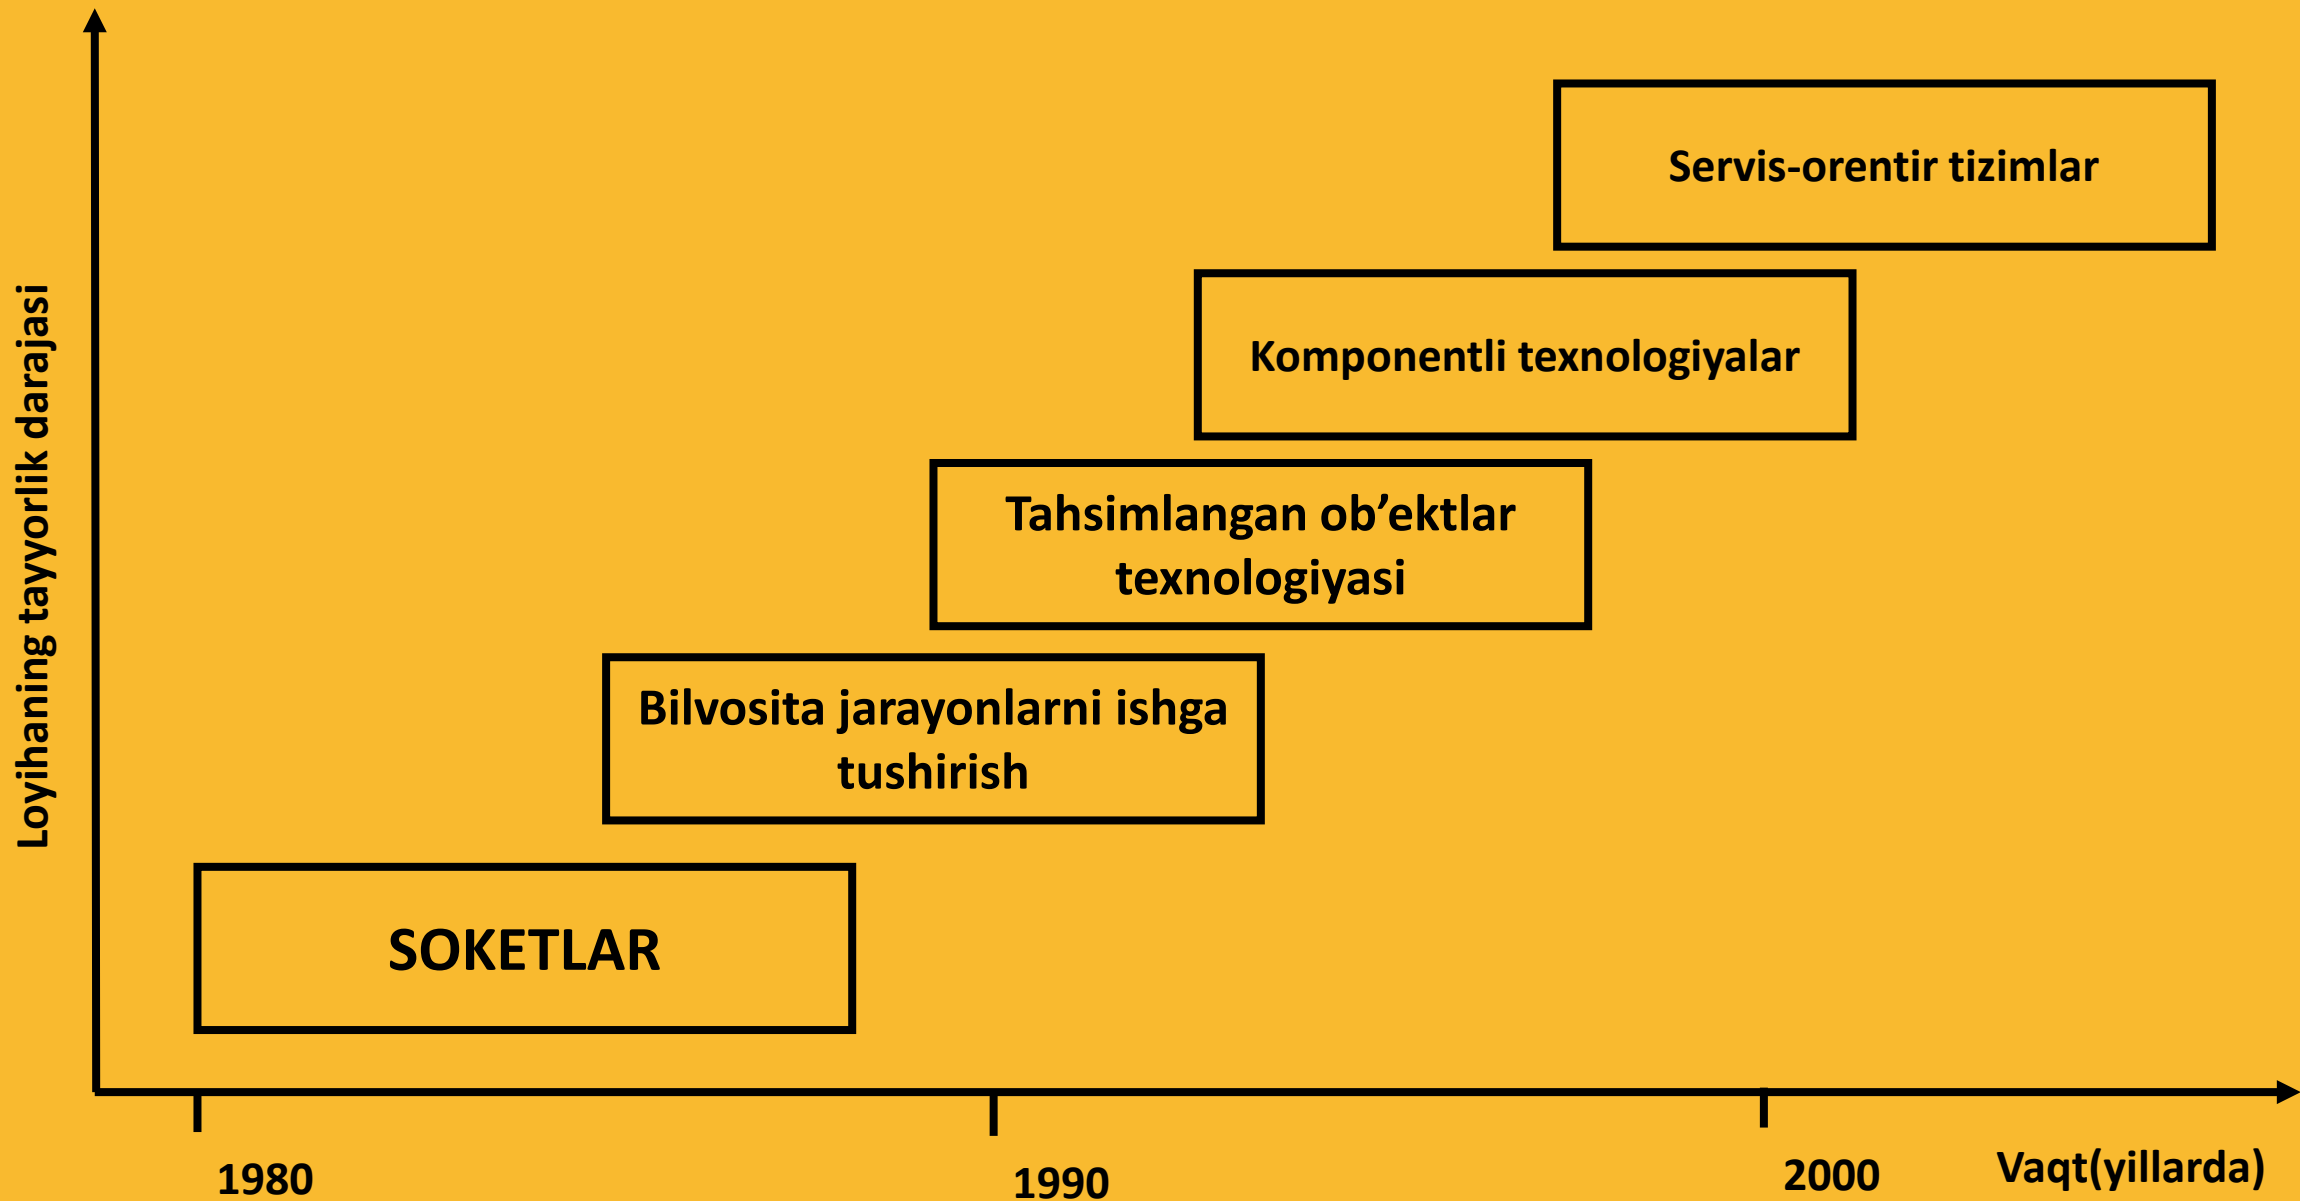 Servis-orentir tizimlar
Komponentli texnologiyalar
Loyihaning tayyorlik darajasi
Tahsimlangan ob’ektlar
texnologiyasi
Bilvosita jarayonlarni ishga
tushirish
SOKETLAR
1980
1990
2000
Vaqt(yillarda)